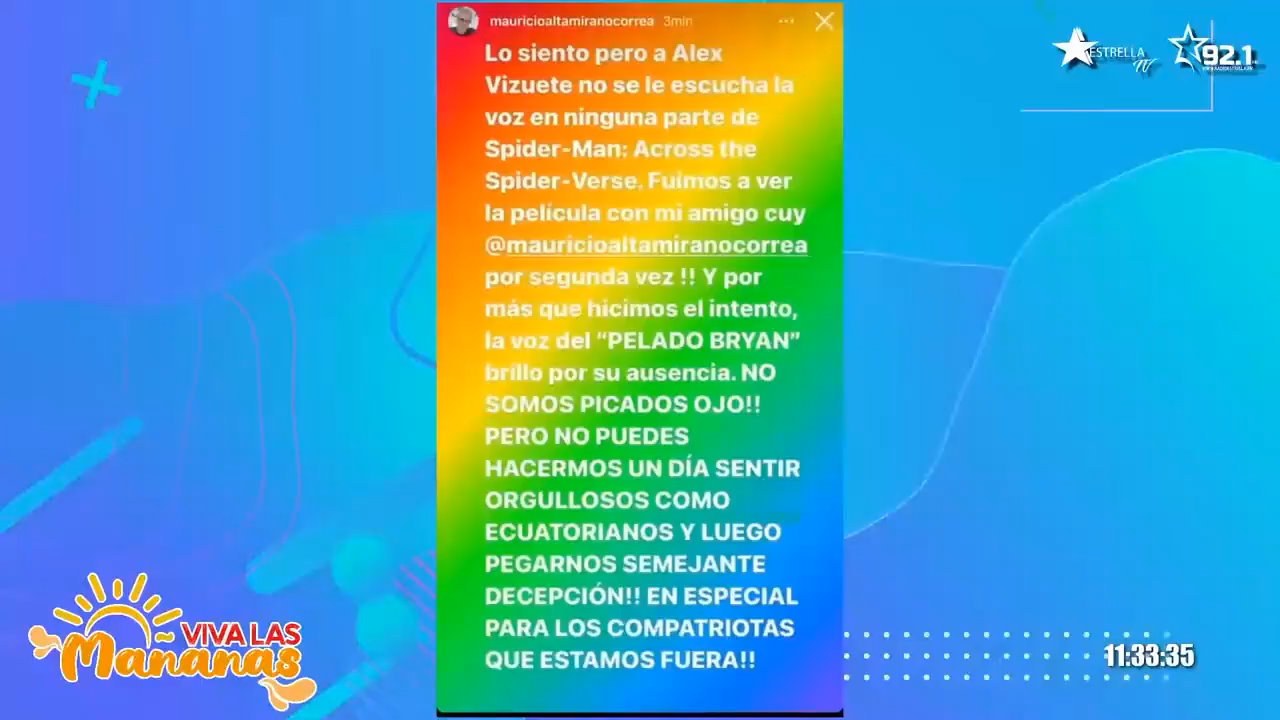 mauricioaltamiranocorrea 3min
Lo siento pero a Alex
Vizuete no se le escucha la
voz en ninguna parte de
Spider-Man: Across the
Spider-Verse. Fuimos a ver
la película con mi amigo cuy
@mauricioaltamiranocorrea
por segunda vez !! Y por
más que hicimos el intento,
la voz del “PELADO BRYAN”
brillo por su ausencia. NO
SOMOS PICADOS OJO!!
PERO NO PUEDES
HACERMOS UN DÍA SENTIR
ORGULLOSOS COMO
ECUATORIANOS Y LUEGO
PEGARNOS SEMEJANTE
DECEPCIÓN!! EN ESPECIAL
PARA LOS COMPATRIOTAS
QUE ESTAMOS FUERA!!
ESTRELLA
TV
92.1
VIVA LAS
Mananas
11:33:35